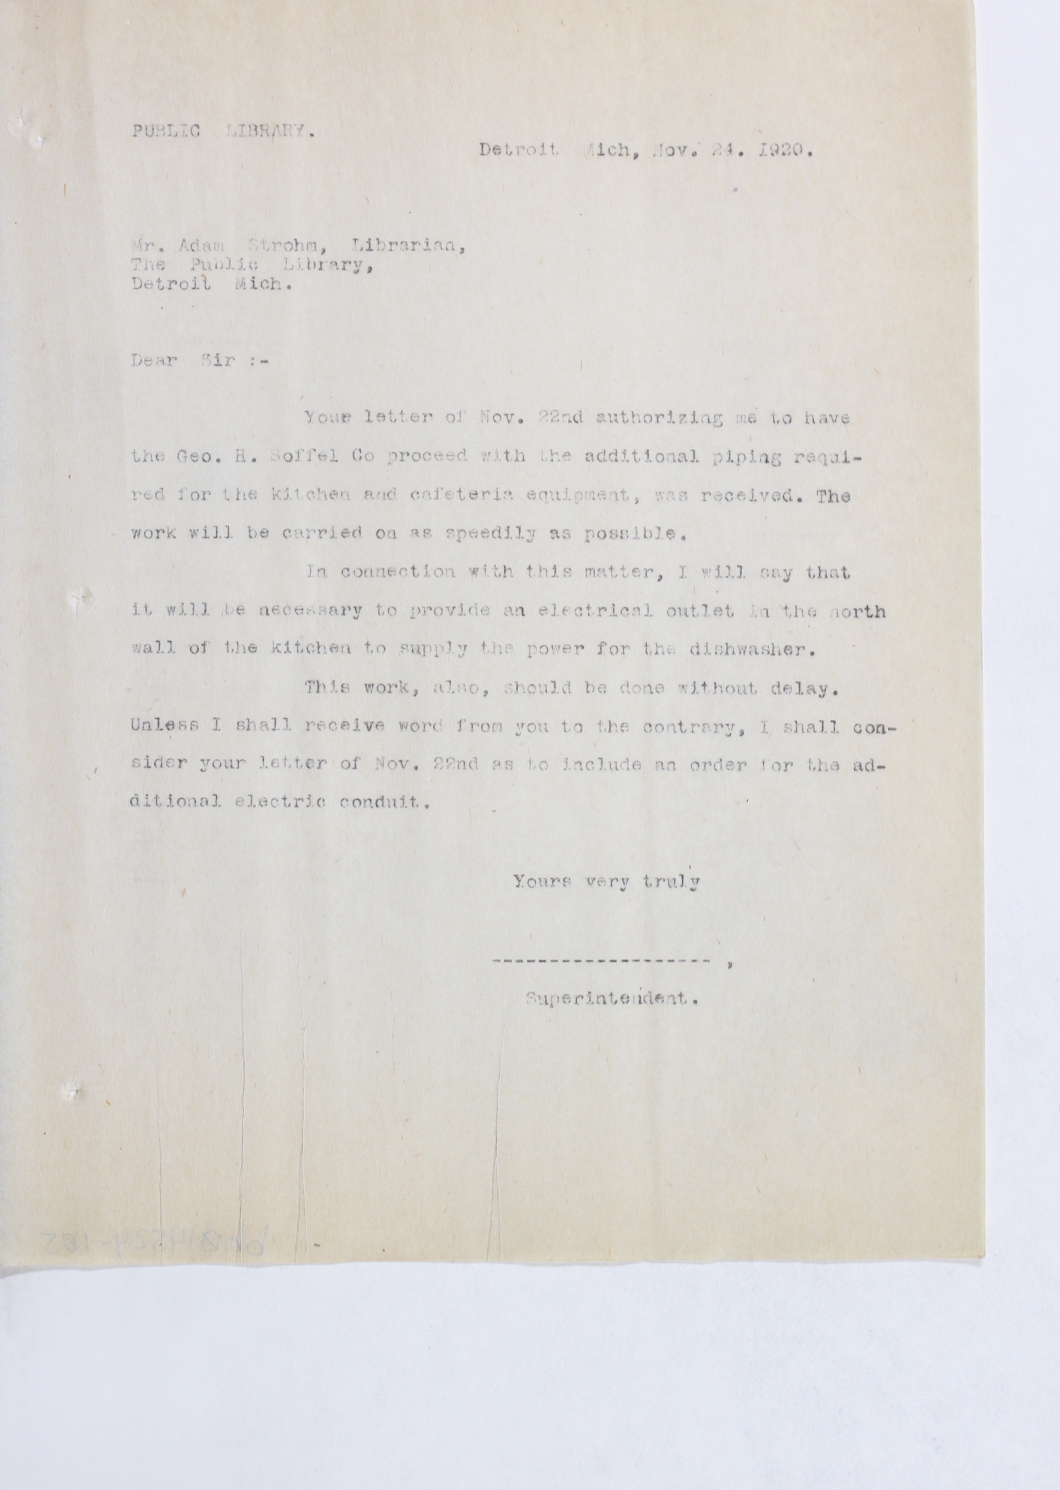 PUBLIC LIBRARY.
Detroit Mich, Nov. 24. 1920.
Mr. Adam Strohm, Librarian,
The Public Library,
Detroit Mich.
Dear Sir :-
Your letter of Nov. 22nd authorizing me to have
the Geo. H. Soffel Co proceed with the additional piping requi-
red for the kitchen and cafeteria equipment, was received. The
work will be carried on as speedily as possible.
In connection with this matter, I will say that
it will be necessary to provide an electrical outlet in the north
wall of the kitchen to supply the power for the dishwasher.
This work, also, should be done without delay.
Unless I shall receive word from you to the contrary, I shall con-
sider your letter of Nov. 22nd as to include an order for the ad-
ditional electric conduit.
Yours very truly
------------------- ,
Superintendent.